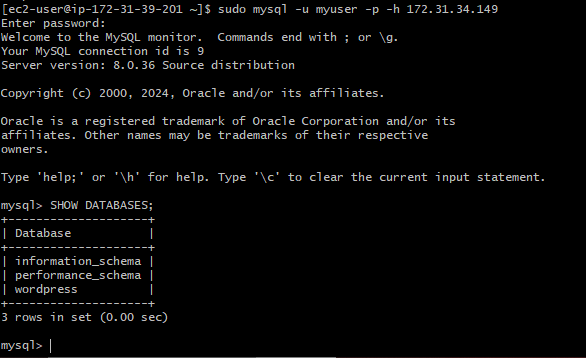 [ec2-user@ip-172-31-39-201 ~]$ sudo mysql -u myuser -p -h 172.31.34.149
Enter password:
Welcome to the MySQL monitor.  Commands end with ; or \g.
Your MySQL connection id is 9
Server version: 8.0.36 Source distribution

Copyright (c) 2000, 2024, Oracle and/or its affiliates.

Oracle is a registered trademark of Oracle Corporation and/or its
affiliates. Other names may be trademarks of their respective
owners.

Type 'help;' or '\h' for help. Type '\c' to clear the current input statement.

mysql> SHOW DATABASES;
+--------------------+
| Database           |
+--------------------+
| information_schema |
| performance_schema |
| wordpress          |
+--------------------+
3 rows in set (0.00 sec)

mysql>